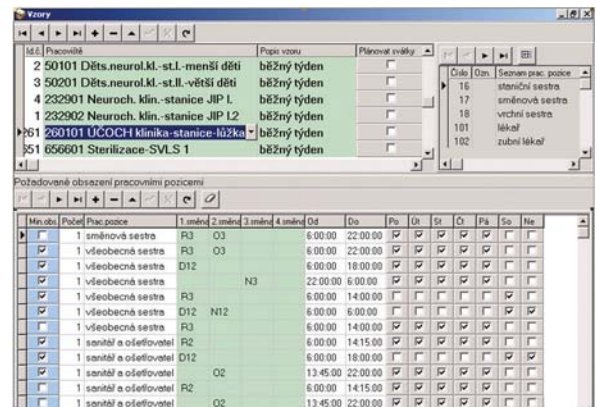 Vzory
Id.č. Pracoviště Popis vzoru Plánovat svátky
2 50101 Děts.neurol.kl.-st.I.-menší děti běžný týden
3 50201 Děts.neurol.kl.-st.II.-větší děti běžný týden
4 232901 Neuroch. klin.-stanice JIP I. běžný týden
1 232902 Neuroch. klin.-stanice JIP I.2 běžný týden
261 260101 ÚČOCH klinika-stanice-lůžka běžný týden
351 656601 Sterilizace-SVLS 1 běžný týden
Číslo Ozn. Seznam prac. pozice
16 staniční sestra
17 směnová sestra
18 vrchní sestra
101 lékař
102 zubní lékař
Požadované obsazení pracovními pozicemi
Min.obs. Počet Prac.pozice 1.směna 2.směna 3.směna 4.směna Od Do Po Út St Čt Pá So Ne
1 směnová sestra R3 O3 6:00:00 22:00:00
1 všeobecná sestra R3 O3 6:00:00 22:00:00
1 všeobecná sestra D12 6:00:00 18:00:00
1 všeobecná sestra N3 22:00:00 6:00:00
1 všeobecná sestra R3 6:00:00 14:00:00
1 všeobecná sestra D12 N12 6:00:00 6:00:00
1 všeobecná sestra R3 6:00:00 14:00:00
1 sanitář a ošetřovatel R2 6:00:00 14:15:00
1 sanitář a ošetřovatel D12 6:00:00 18:00:00
1 sanitář a ošetřovatel O2 13:45:00 22:00:00
1 sanitář a ošetřovatel R2 6:00:00 14:15:00
1 sanitář a ošetřovatel O2 13:45:00 22:00:00